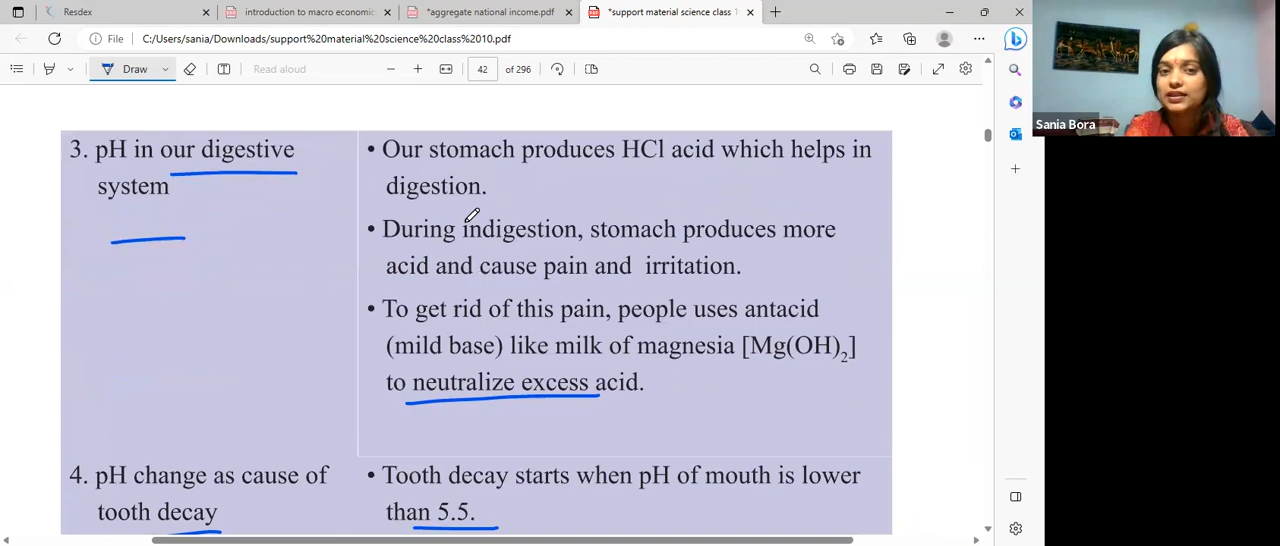 Resdex
introduction to macro economic
*aggregate national income.pdf
*support material science class 1
File
C:/Users/sania/Downloads/support%20material%20science%20class%2010.pdf
Draw
Read aloud
42
of 296
Sania Bora
3. pH in our digestive
system
• Our stomach produces HCl acid which helps in
digestion.
• During indigestion, stomach produces more
acid and cause pain and irritation.
• To get rid of this pain, people uses antacid
(mild base) like milk of magnesia [Mg(OH)₂]
to neutralize excess acid.
4. pH change as cause of
tooth decay
• Tooth decay starts when pH of mouth is lower
than 5.5.